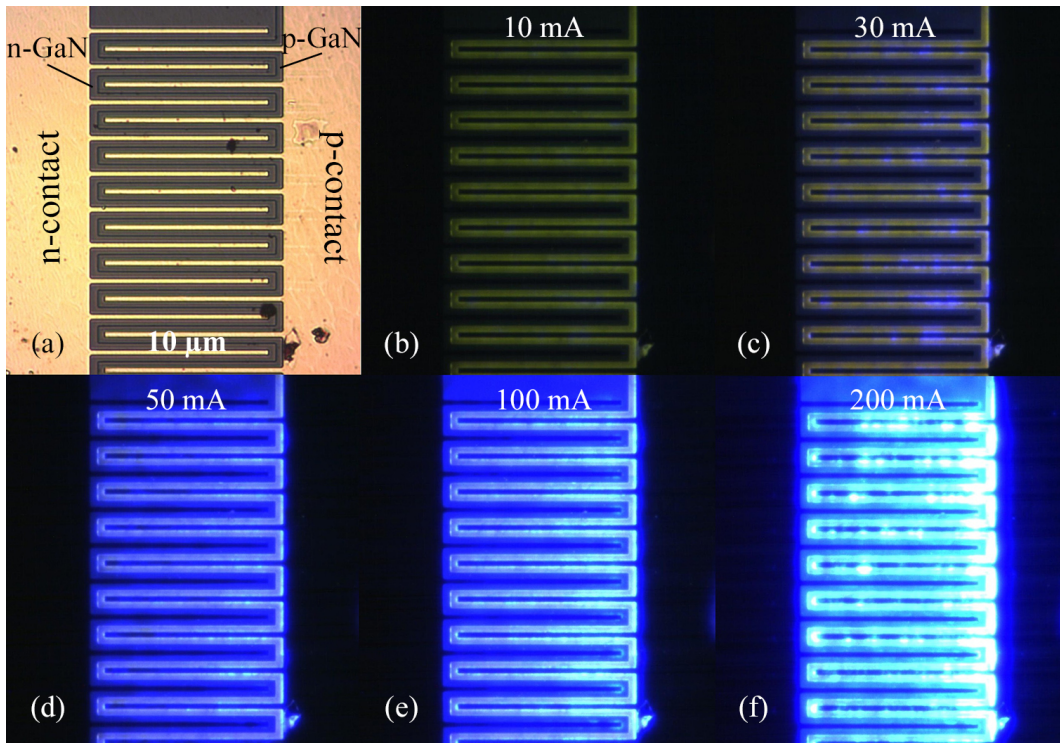 n-GaN
p-GaN
n-contact
p-contact
10 µm
(a)
10 mA
(b)
30 mA
(c)
50 mA
(d)
100 mA
(e)
200 mA
(f)